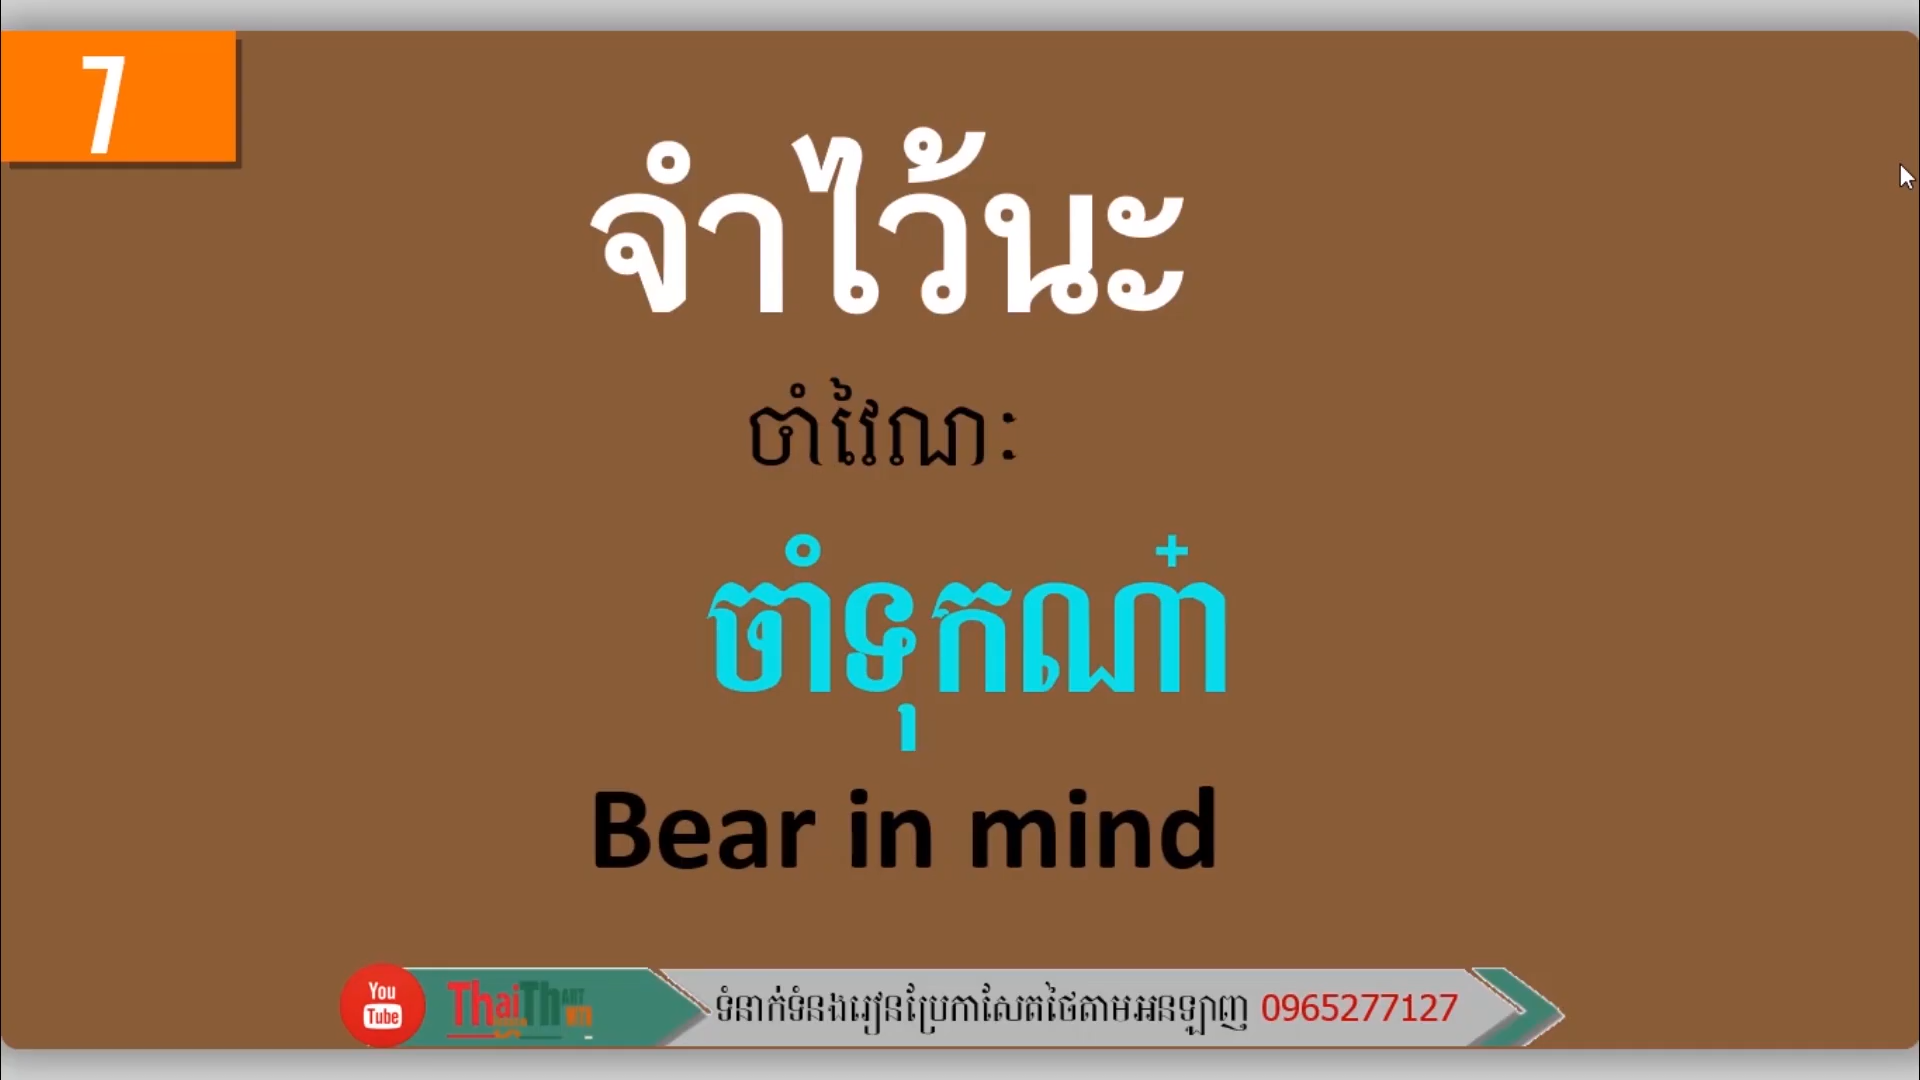 7
จำไว้นะ
ចាំវៃណៈ
ចាំទុកណា៎
Bear in mind
You Tube ThaiTh ទំនាក់ទំនងរៀនប្រែកាសែតថៃតាមអនឡាញ 0965277127